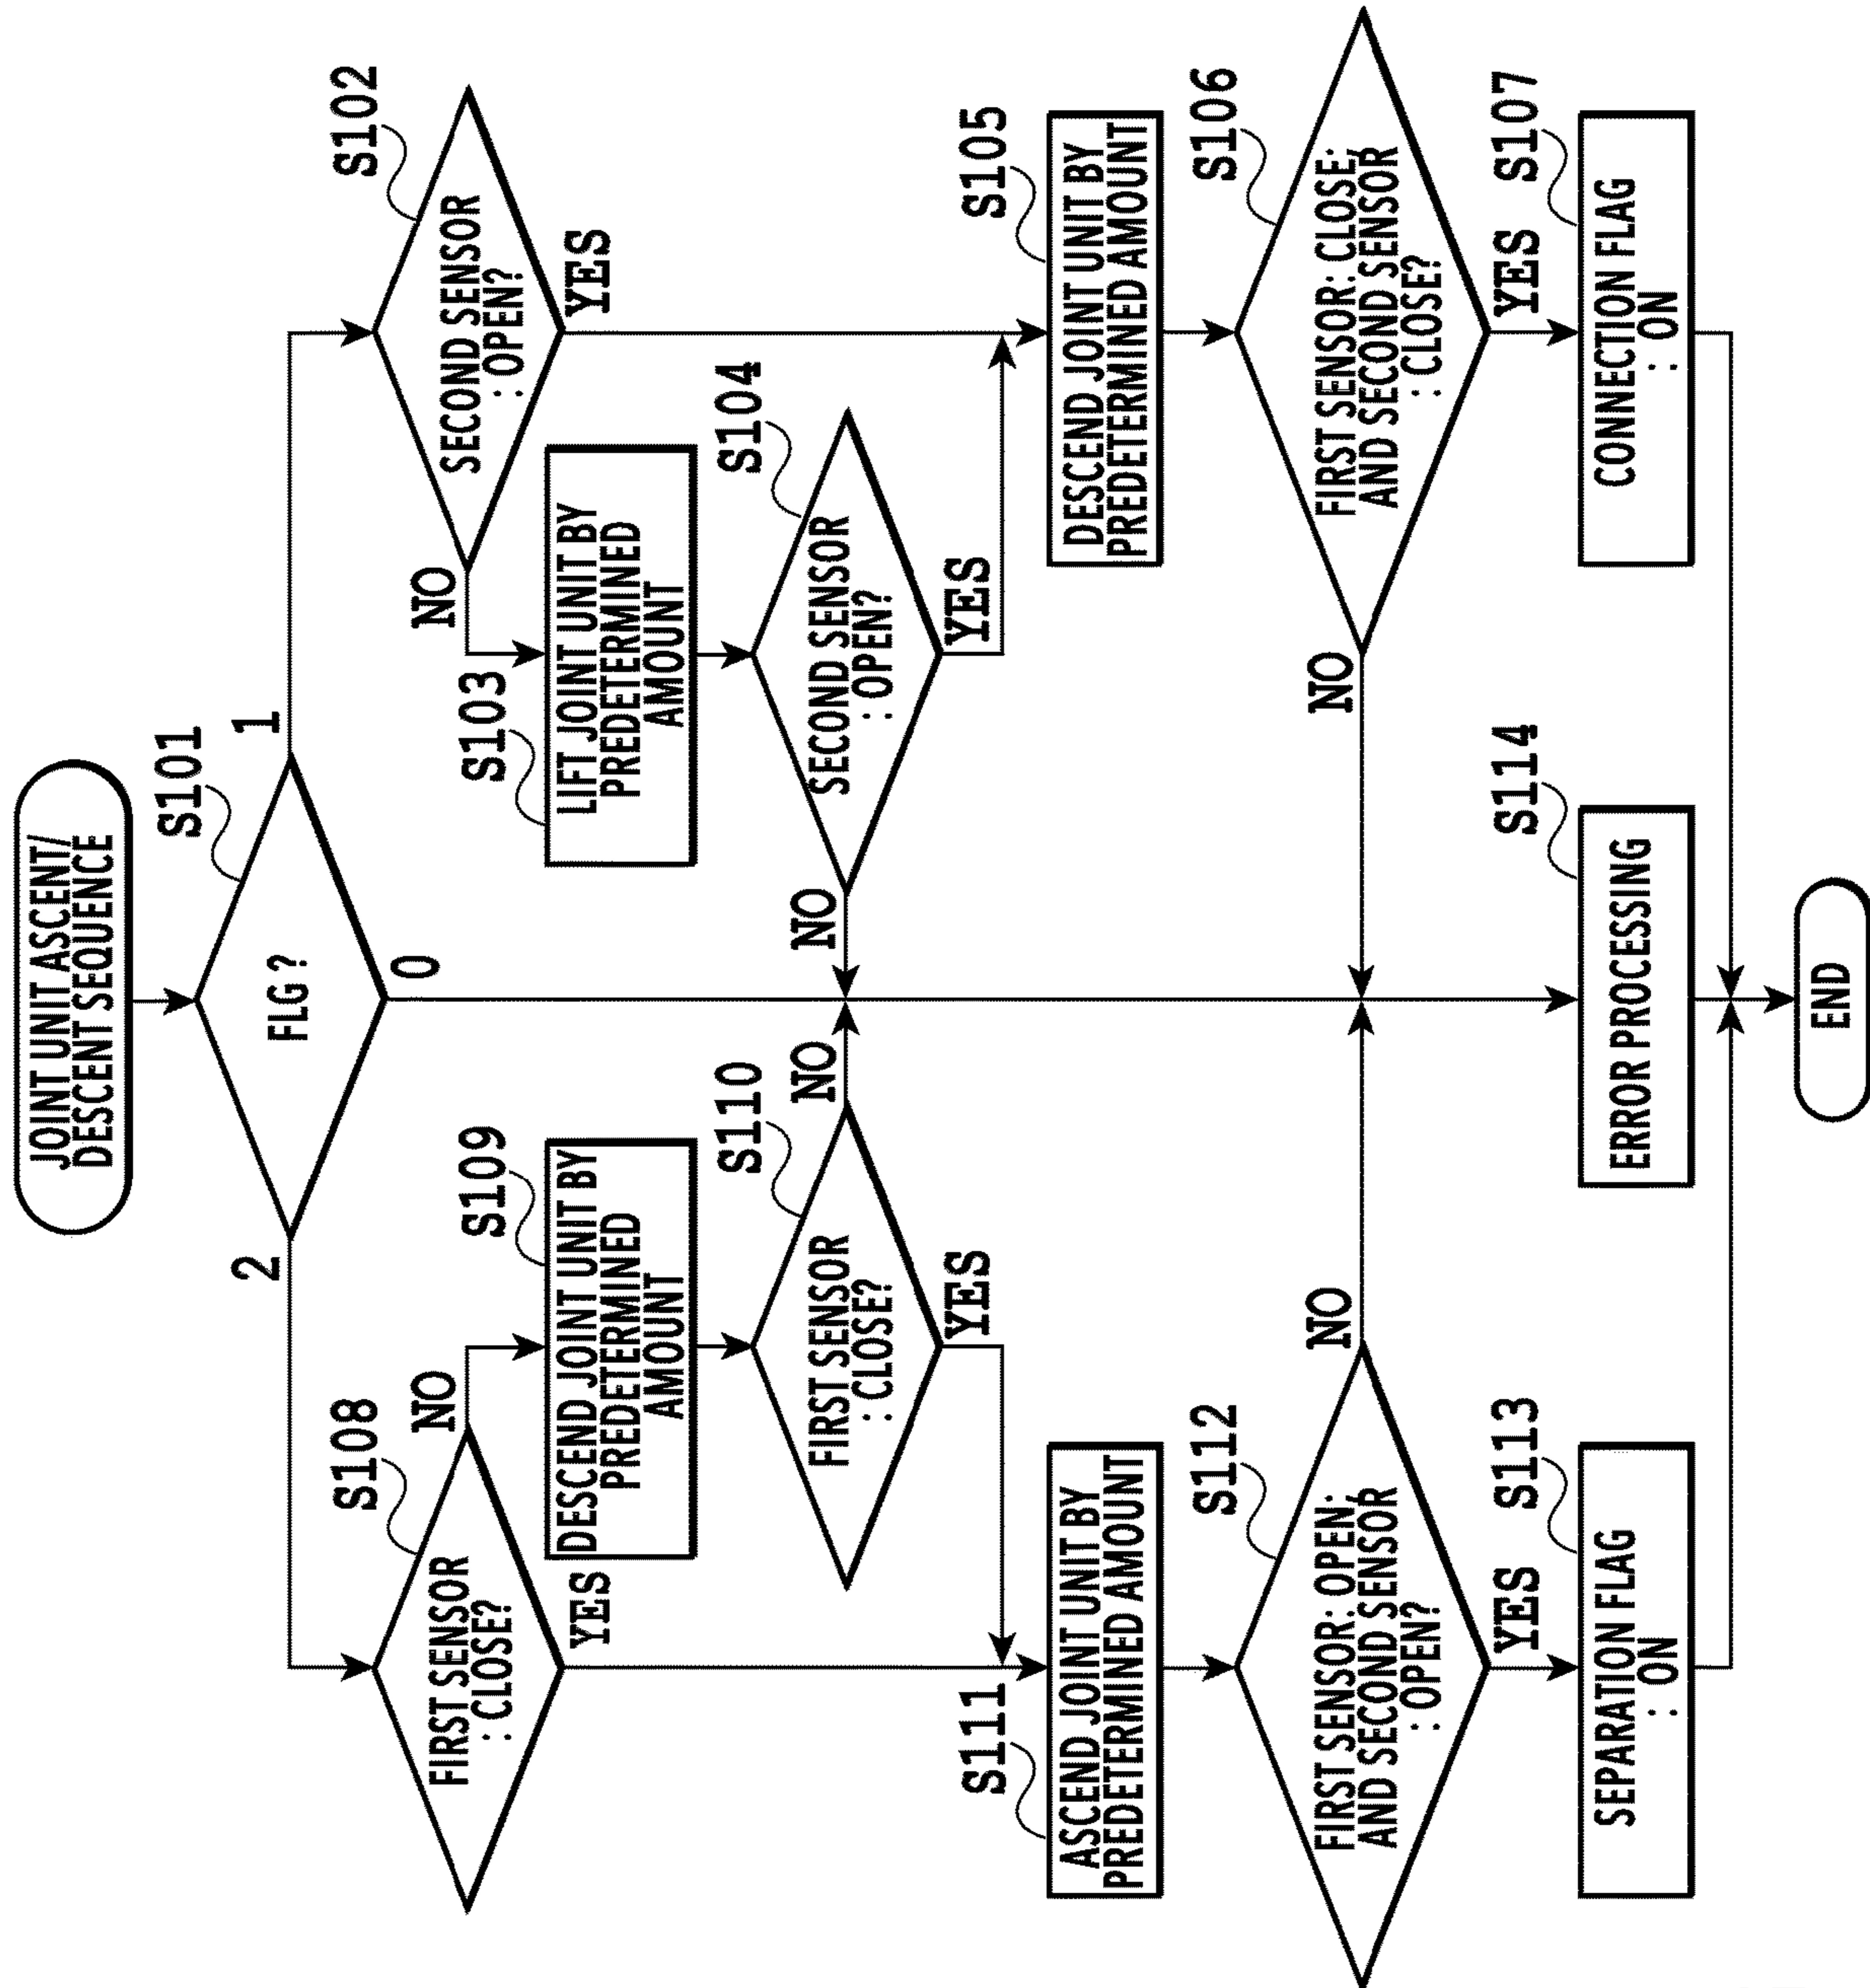 JOINT UNIT ASCENT/
DESCENT SEQUENCE
S101
FLG?
2
0
1
S108
FIRST SENSOR
: CLOSE?
NO
YES
S102
SECOND SENSOR
: OPEN?
NO
YES
S109
DESCEND JOINT UNIT BY
PREDETERMINED
AMOUNT
S103
LIFT JOINT UNIT BY
PREDETERMINED
AMOUNT
S110
FIRST SENSOR
: CLOSE?
NO
YES
S104
SECOND SENSOR
: OPEN?
NO
YES
S111
ASCEND JOINT UNIT BY
PREDETERMINED AMOUNT
S105
DESCEND JOINT UNIT BY
PREDETERMINED AMOUNT
S112
FIRST SENSOR: OPEN;
AND SECOND SENSOR
: OPEN?
NO
YES
S106
FIRST SENSOR: CLOSE;
AND SECOND SENSOR
: CLOSE?
NO
YES
S113
SEPARATION FLAG
: ON
S114
ERROR PROCESSING
S107
CONNECTION FLAG
: ON
END